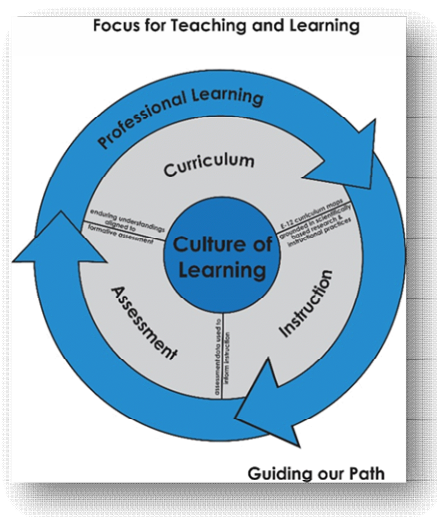 Focus for Teaching and Learning
Professional Learning
Curriculum
enduring understandings
aligned to
formative assessment
E-12 curriculum maps
grounded in scientifically
based research &
instructional practices
Culture of
Learning
Assessment
Instruction
assessment data used to
inform instruction
Guiding our Path